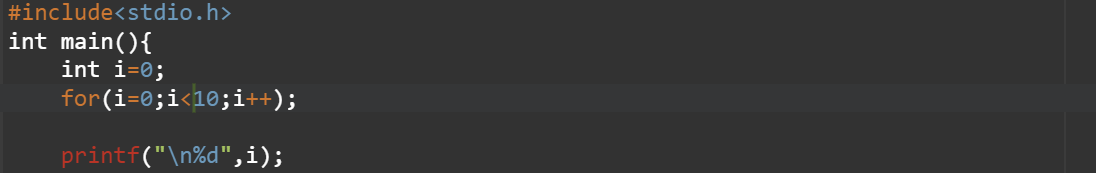 #include<stdio.h>
int main(){
    int i=0;
    for(i=0;i<10;i++);
    printf("\n%d",i);